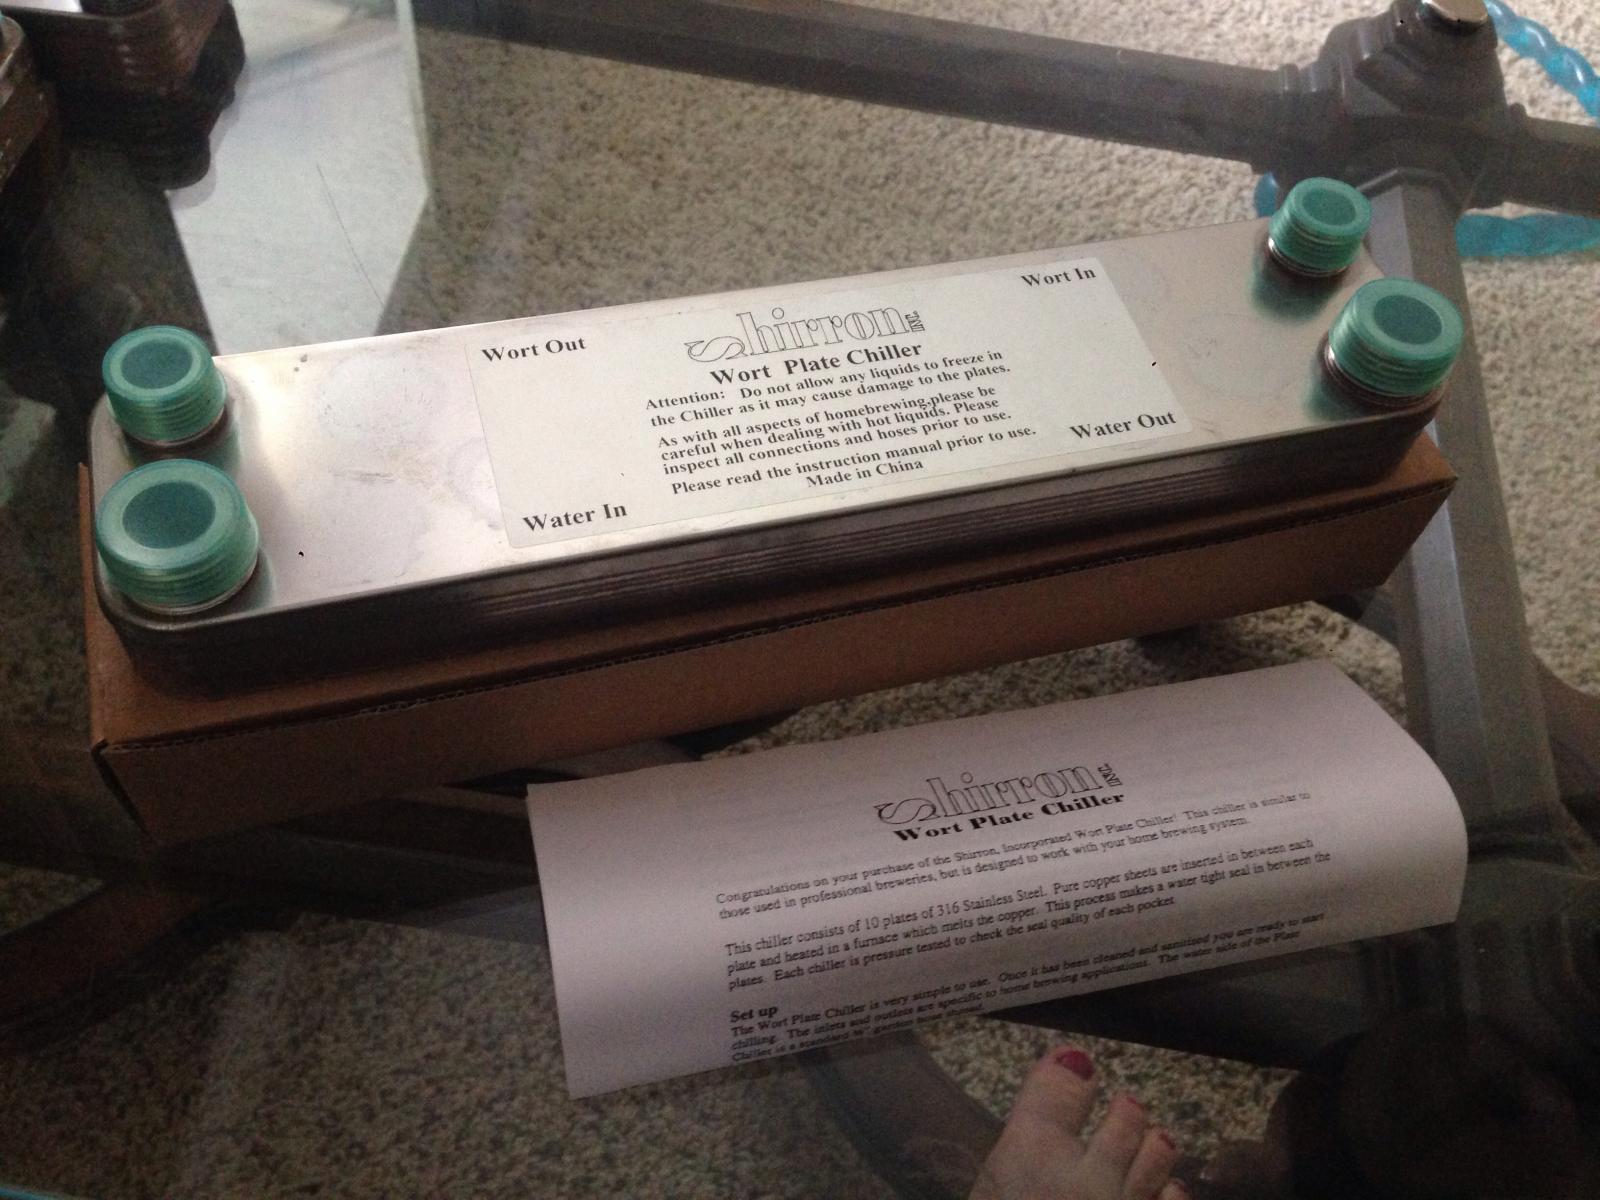 Wort Out
Wort In
Shirron INC.
Wort Plate Chiller
Attention: Do not allow any liquids to freeze in
the Chiller as it may cause damage to the plates.
As with all aspects of homebrewing,please be
careful when dealing with hot liquids. Please
inspect all connections and hoses prior to use.
Please read the instruction manual prior to use.
Made in China
Water In
Water Out
Shirron INC.
Wort Plate Chiller
Congratulations on your purchase of the Shirron, Incorporated Wort Plate Chiller! This chiller is similar to
those used in professional breweries, but is designed to work with your home brewing system.
This chiller consists of 10 plates of 316 Stainless Steel. Pure copper sheets are inserted in between each
plate and heated in a furnace which melts the copper. This process makes a water tight seal in between the
plates. Each chiller is pressure tested to check the seal quality of each pocket.
Set up
The Wort Plate Chiller is very simple to use. Once it has been cleaned and sanitised you are ready to start
chilling. The inlets and outlets are specific to home brewing applications. The water side of the Plate
Chiller is a standard garden hose thread.